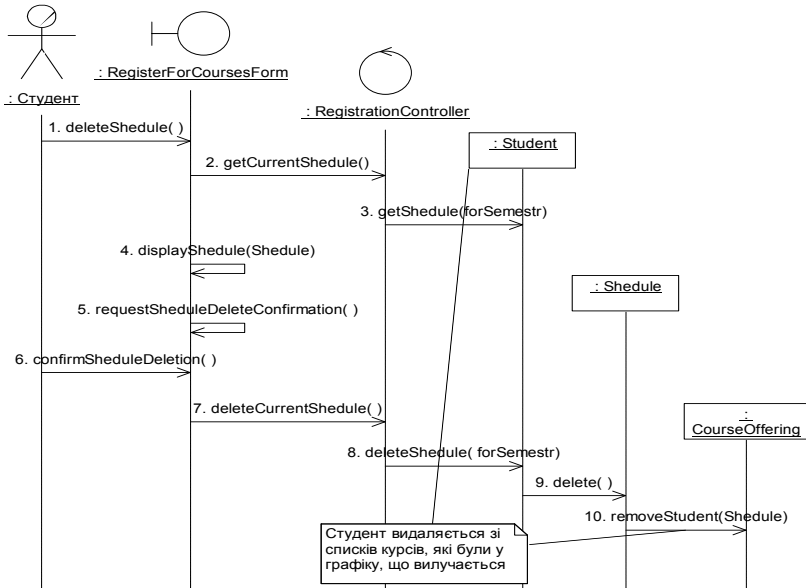 : RegisterForCoursesForm
: Студент
: RegistrationController
1. deleteShedule( )
: Student
2. getCurrentShedule()
3. getShedule(forSemestr)
4. displayShedule(Shedule)
: Shedule
5. requestSheduleDeleteConfirmation( )
6. confirmSheduleDeletion( )
7. deleteCurrentShedule( )
:
CourseOffering
8. deleteShedule( forSemestr)
9. delete( )
10. removeStudent(Shedule)
Студент видаляється зі
списків курсів, які були у
графіку, що вилучається